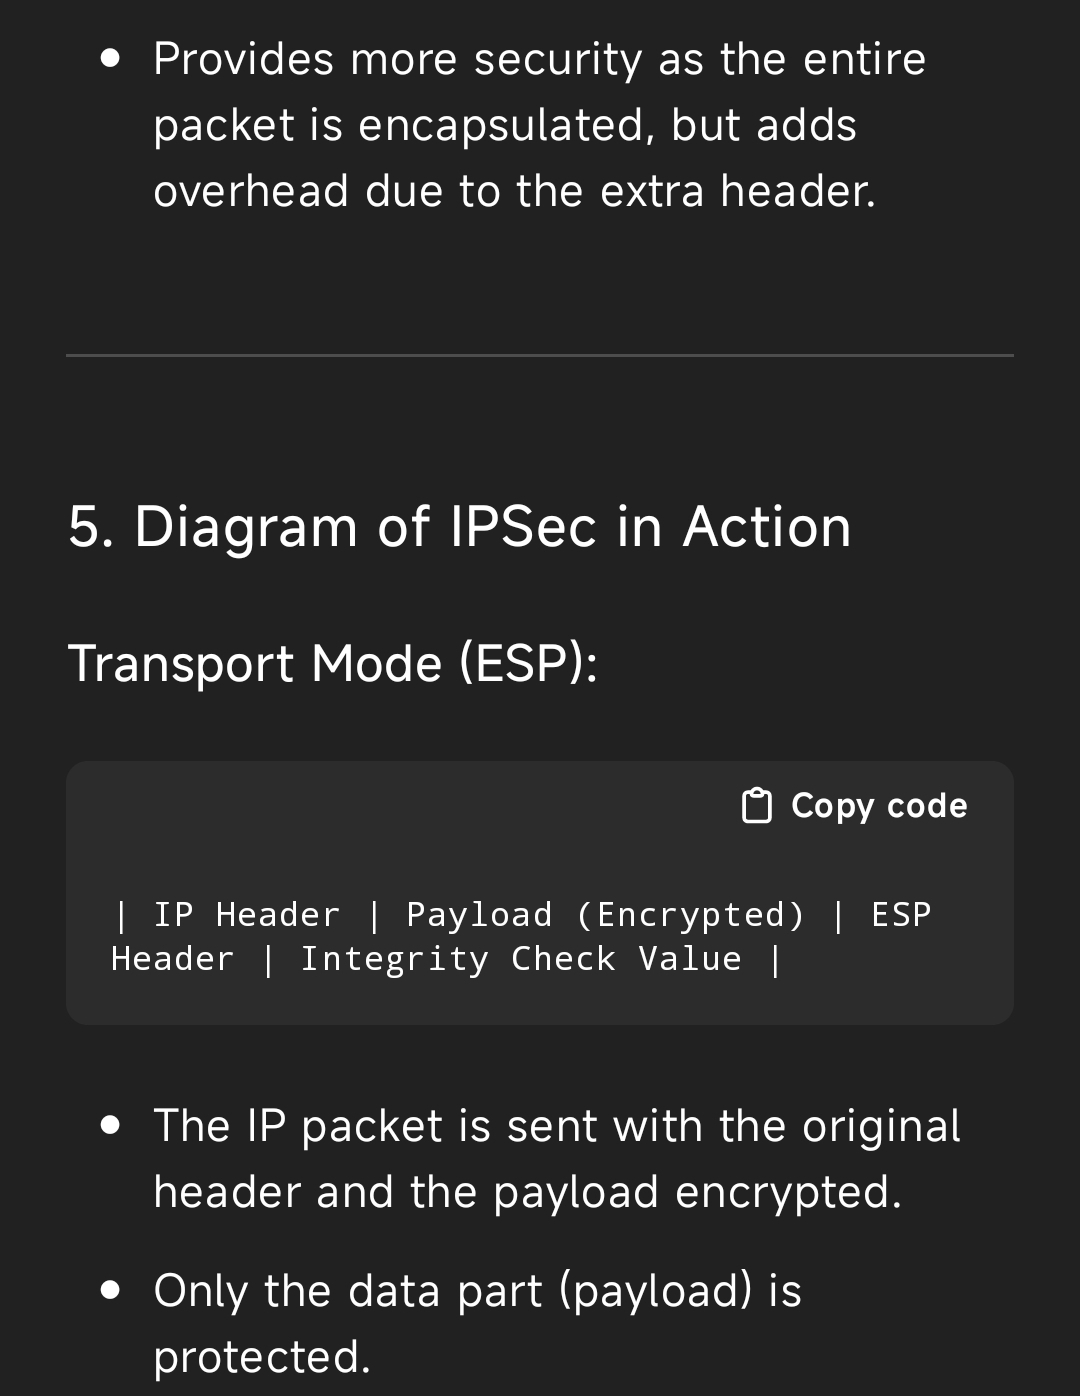 Provides more security as the entire
packet is encapsulated, but adds
overhead due to the extra header.
5. Diagram of IPSec in Action
Transport Mode (ESP):
Copy code
| IP Header | Payload (Encrypted) | ESP
Header | Integrity Check Value |
The IP packet is sent with the original
header and the payload encrypted.
Only the data part (payload) is
protected.